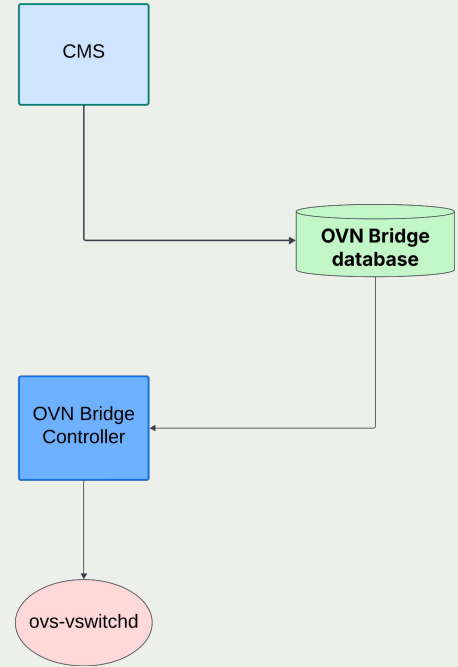 CMS
OVN Bridge
database
OVN Bridge
Controller
ovs-vswitchd